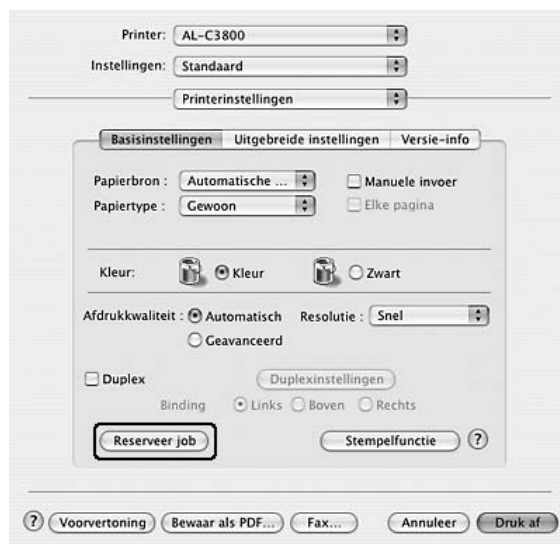 Printer: AL-C3800
Instellingen: Standaard
Printerinstellingen
Basisinstellingen Uitgebreide instellingen Versie-info
Papierbron : Automatische ... Manuele invoer
Papiertype : Gewoon Elke pagina
Kleur: Kleur Zwart
Afdrukkwaliteit : Automatisch Resolutie : Snel
Geavanceerd
Duplex Duplexinstellingen
Binding Links Boven Rechts
Reserveer job Stempelfunctie ?
? Voorvertoning Bewaar als PDF... Fax... Annuleer Druk af